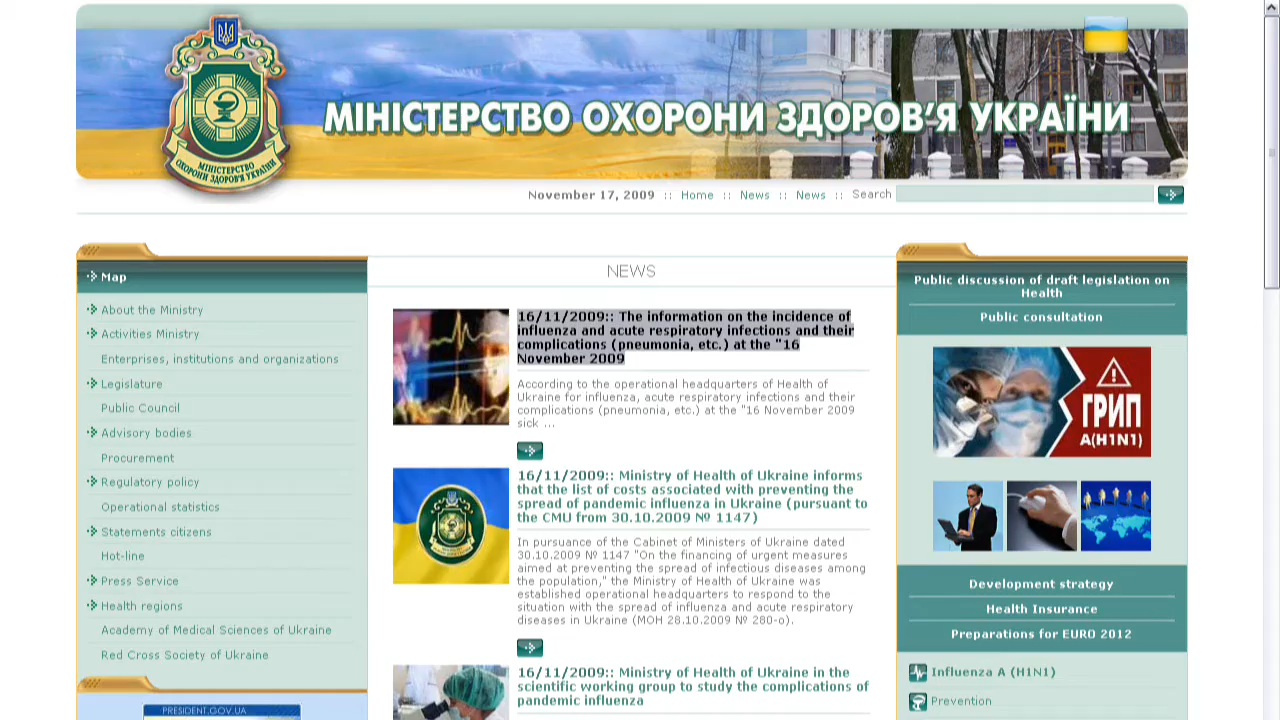 МІНІСТЕРСТВО ОХОРОНИ ЗДОРОВ'Я УКРАЇНИ
МІНІСТЕРСТВО
ОХОРОНИ ЗДОРОВ'Я УКРАЇНИ
November 17, 2009 :: Home :: News :: News :: Search
Map
About the Ministry
Activities Ministry
Enterprises, institutions and organizations
Legislature
Public Council
Advisory bodies
Procurement
Regulatory policy
Operational statistics
Statements citizens
Hot-line
Press Service
Health regions
Academy of Medical Sciences of Ukraine
Red Cross Society of Ukraine
PRESIDENT.GOV.UA
NEWS
16/11/2009:: The information on the incidence of
influenza and acute respiratory infections and their
complications (pneumonia, etc.) at the "16
November 2009
According to the operational headquarters of Health of
Ukraine for influenza, acute respiratory infections and their
complications (pneumonia, etc.) at the "16 November 2009
sick ...
16/11/2009:: Ministry of Health of Ukraine informs
that the list of costs associated with preventing the
spread of pandemic influenza in Ukraine (pursuant to
the CMU from 30.10.2009 № 1147)
In pursuance of the Cabinet of Ministers of Ukraine dated
30.10.2009 № 1147 "On the financing of urgent measures
aimed at preventing the spread of infectious diseases among
the population," the Ministry of Health of Ukraine was
established operational headquarters to respond to the
situation with the spread of influenza and acute respiratory
diseases in Ukraine (MOH 28.10.2009 № 280-o).
16/11/2009:: Ministry of Health of Ukraine in the
scientific working group to study the complications of
pandemic influenza
Public discussion of draft legislation on
Health
Public consultation
ГРИП
А(H1N1)
Development strategy
Health Insurance
Preparations for EURO 2012
Influenza A (H1N1)
Prevention